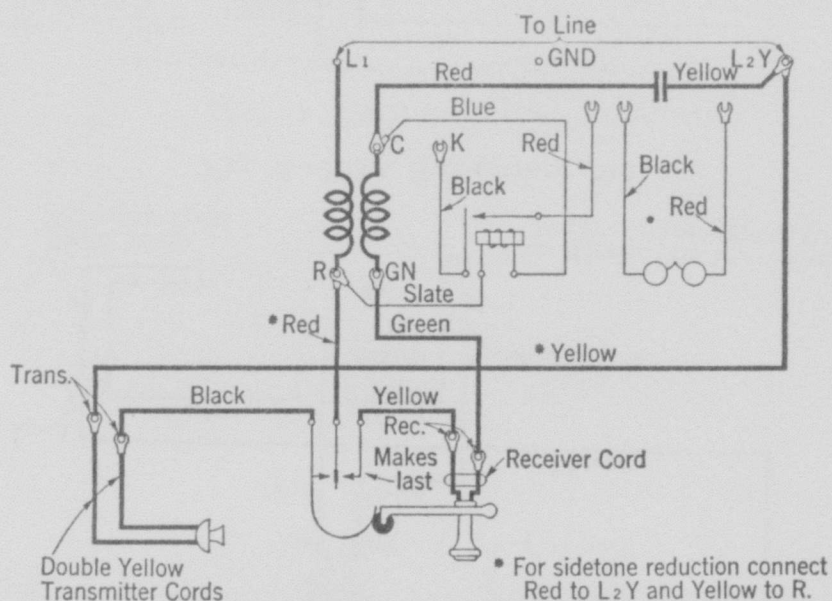 To Line
L1
GND
L2Y
Red
Yellow
Blue
C
K
Red
Black
Black
Red
R
GN
Slate
* Red
Green
* Yellow
Trans.
Black
Yellow
Rec.
Makes
last
Receiver Cord
Double Yellow
Transmitter Cords
* For sidetone reduction connect
Red to L2Y and Yellow to R.
*